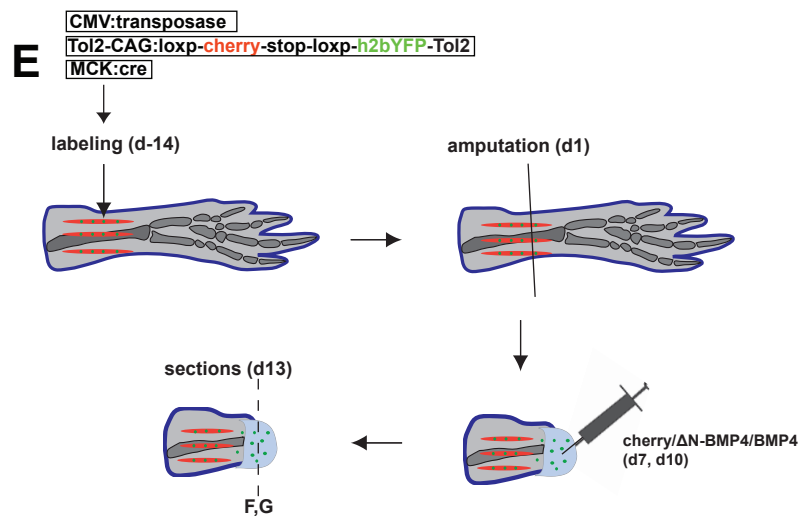 E
CMV:transposase
Tol2-CAG:loxp-cherry-stop-loxp-h2bYFP-Tol2
MCK:cre
labeling (d-14)
amputation (d1)
sections (d13)
cherry/ΔN-BMP4/BMP4
(d7, d10)
F,G